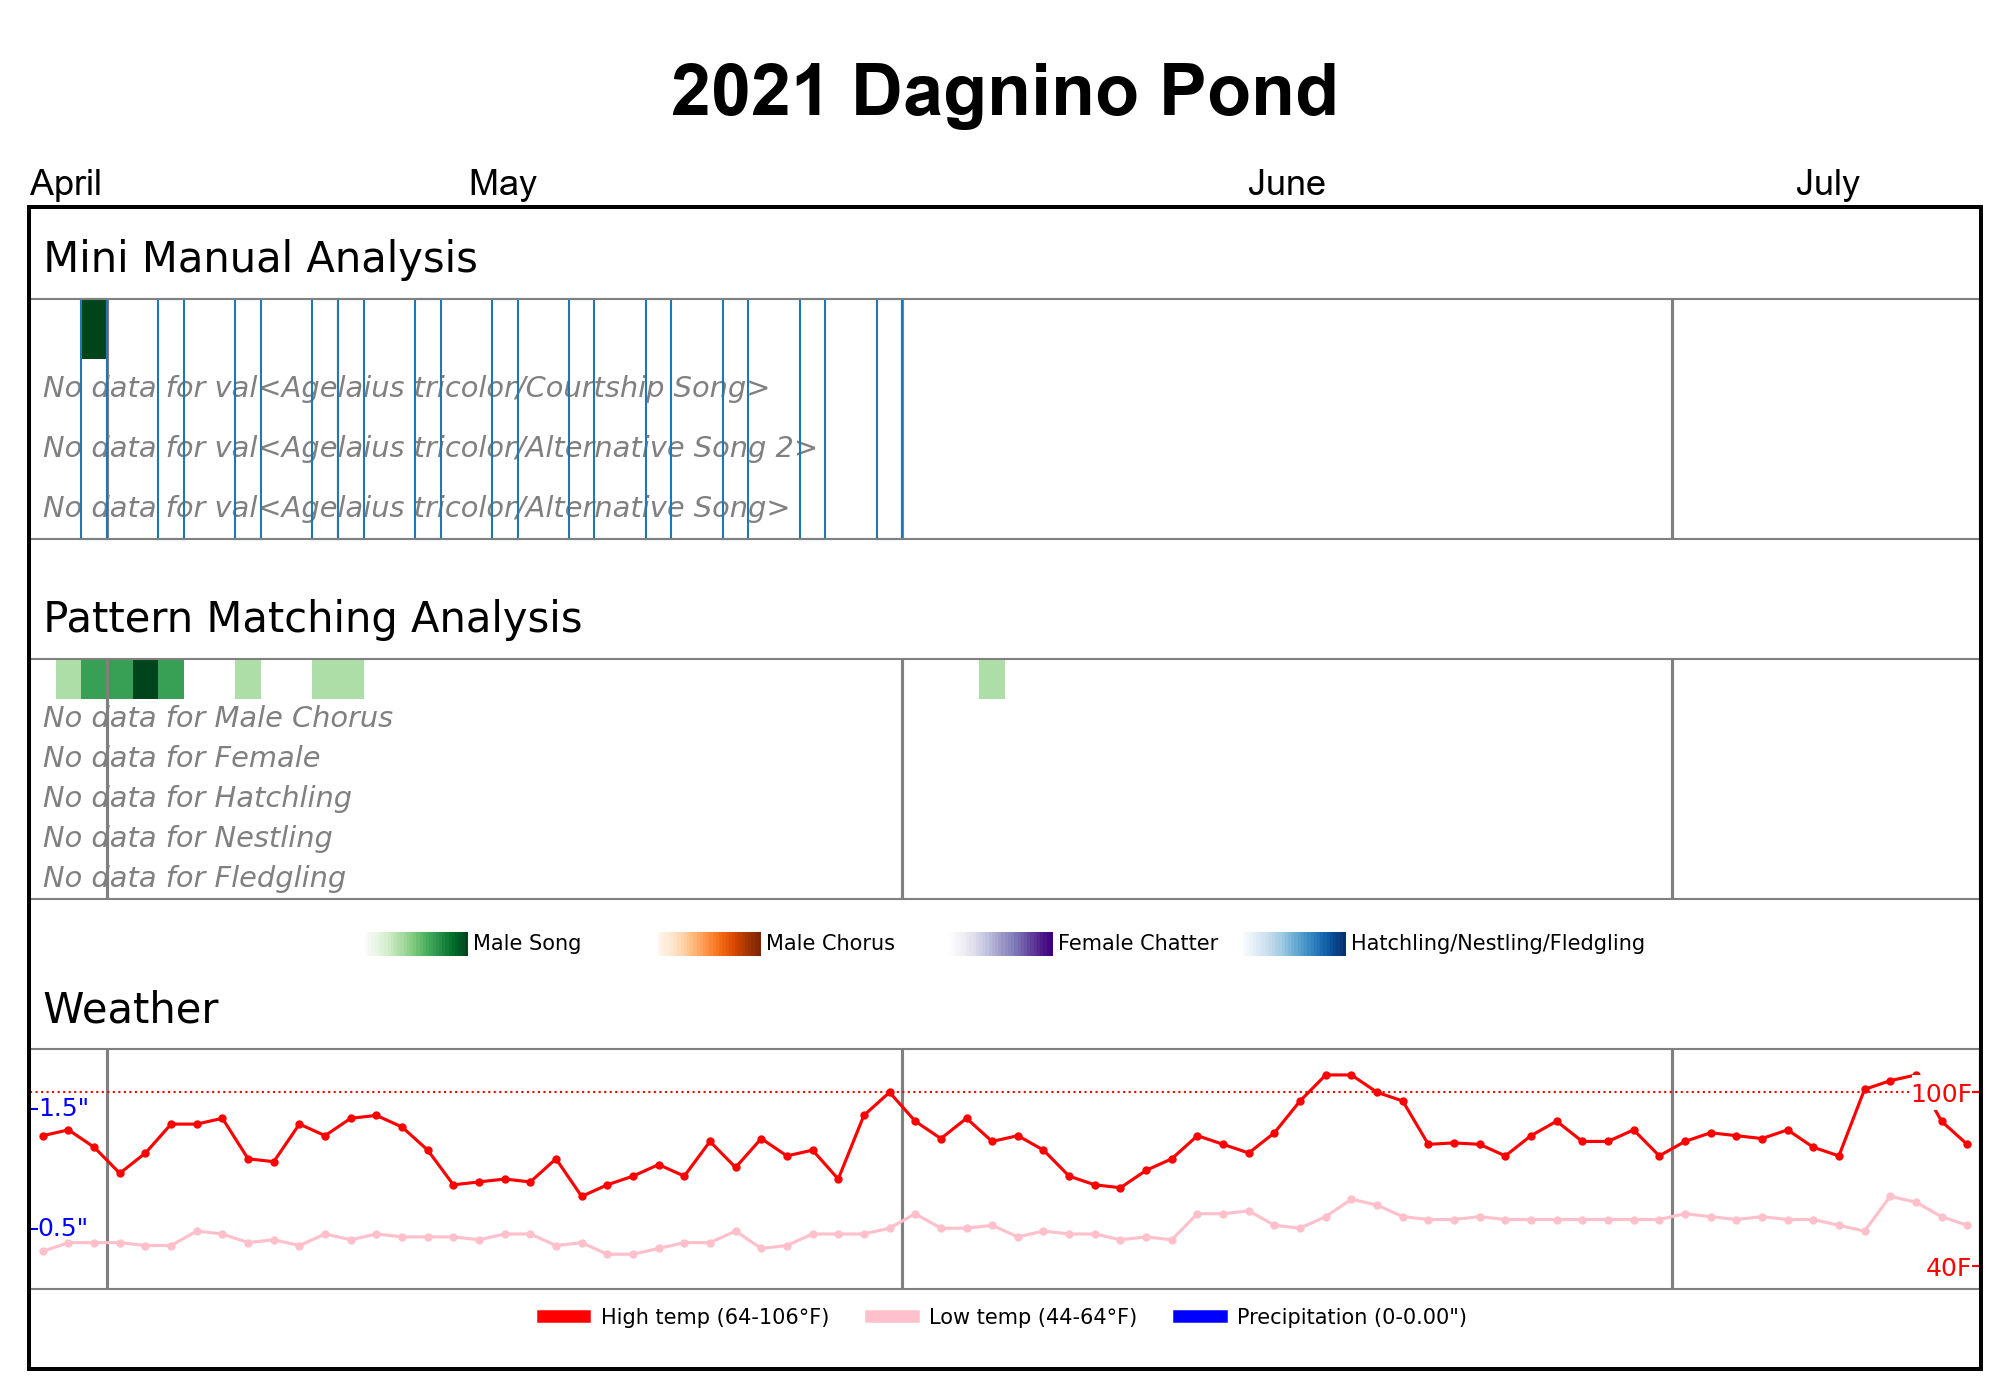 2021 Dagnino Pond
April May June July
Mini Manual Analysis
No data for val<Agelaius tricolor/Courtship Song>
No data for val<Agelaius tricolor/Alternative Song 2>
No data for val<Agelaius tricolor/Alternative Song>
Pattern Matching Analysis
No data for Male Chorus
No data for Female
No data for Hatchling
No data for Nestling
No data for Fledgling
Male Song Male Chorus Female Chatter Hatchling/Nestling/Fledgling
Weather
1.5" 100F
0.5"
40F
High temp (64-106°F) Low temp (44-64°F) Precipitation (0-0.00")